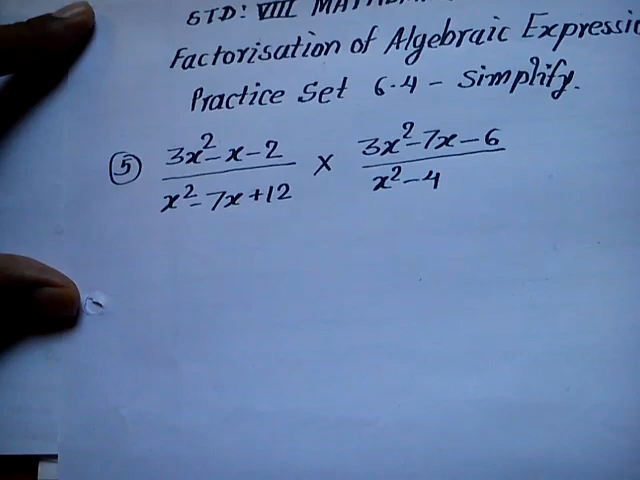 STD: VIII
Factorisation of Algebraic
Practice Set 6.4 - Simplify.
⑤ (3x²-x-2)/(x²-7x+12) × (3x²-7x-6)/(x²-4)